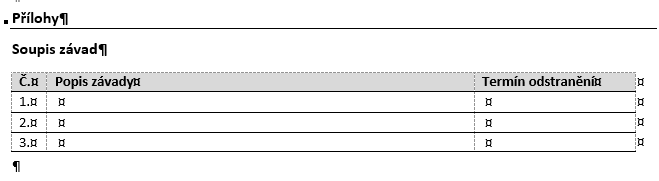 Přílohy¶
Soupis závad¶
Č.¤ Popis závady¤ Termín odstranění¤ ¤
1.¤ ¤ ¤ ¤
2.¤ ¤ ¤ ¤
3.¤ ¤ ¤ ¤
¶